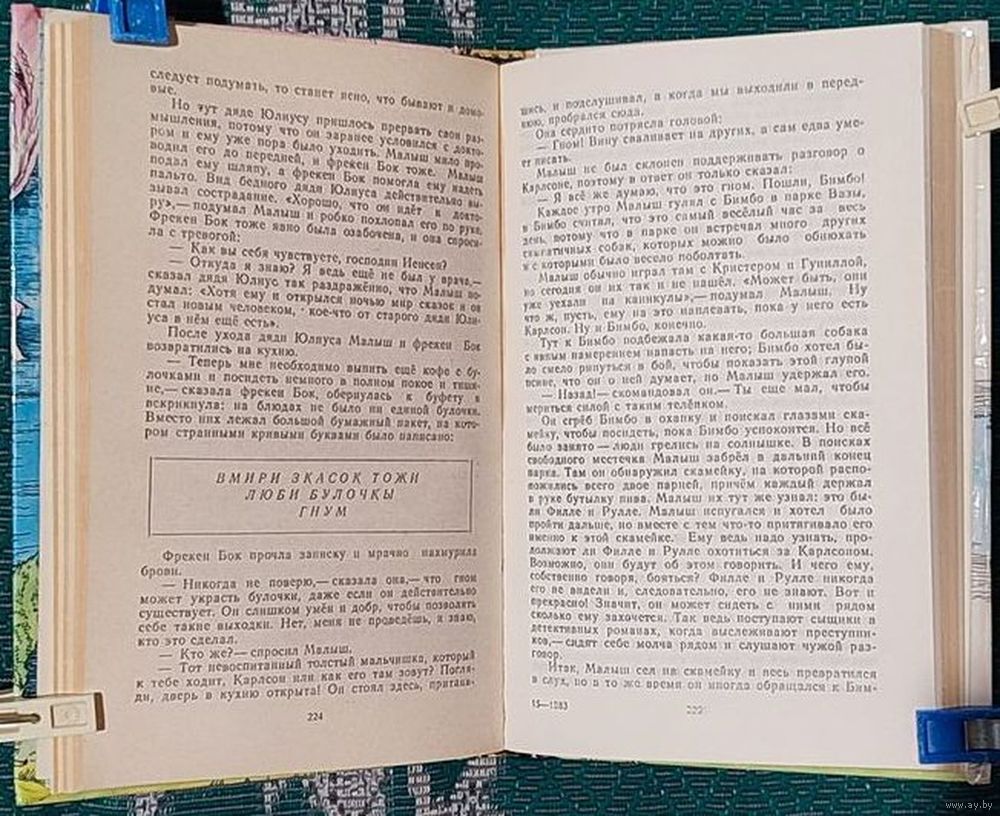 следует подумать, то станет ясно, что бывают и домо-
вые.
Но тут дяде Юлиусу пришлось прервать свои раз-
мышления, потому что он заранее условился с докто-
ром и ему уже пора было уходить. Малыш мило про-
водил его до передней, и фрекен Бок тоже. Малыш
подал ему шляпу, а фрекен Бок помогла ему надеть
пальто. Вид бедного дяди Юлиуса действительно вы-
зывал сострадание. «Хорошо, что он идёт к докто-
ру»,— подумал Малыш и робко похлопал его по руке.
Фрекен Бок тоже явно была озабочена, и она спроси-
ла с тревогой:
— Как вы себя чувствуете, господин Иенсен?
— Откуда я знаю? Я ведь ещё не был у врача,—
сказал дядя Юлиус так раздражённо, что Малыш по-
думал: «Хотя ему и открылся ночью мир сказок и он
стал новым человеком, кое-что от старого дяди Юли-
уса в нём ещё есть».
После ухода дяди Юлиуса Малыш и фрекен Бок
возвратились на кухню.
— Теперь мне необходимо выпить ещё кофе с бу-
лочками и посидеть немного в полном покое и тиши-
не,— сказала фрекен Бок, обернулась к буфету и
вскрикнула: на блюдах не было ни единой булочки.
Вместо них лежал большой бумажный пакет, на кото-
ром странными кривыми буквами было написано:
ВМИРИ ЗКАСОК ТОЖИ
ЛЮБИ БУЛОЧКЫ
ГНУМ
Фрекен Бок прочла записку и мрачно нахмурила
брови.
— Никогда не поверю,— сказала она,— что гном
может украсть булочки, даже если он действительно
существует. Он слишком умён и добр, чтобы позволять
себе такие выходки. Нет, меня не проведёшь, я знаю,
кто это сделал.
— Кто же?— спросил Малыш.
— Тот невоспитанный толстый мальчишка, который
к тебе ходит, Карлсон или как его там зовут? Погля-
ди, дверь в кухню открыта! Он стоял здесь, притаив-
224
шись, и подслушивал, а когда мы выходили в перед-
нюю, пробрался сюда.
Она сердито потрясла головой:
— Гном! Вину сваливает на других, а сам едва уме-
ет писать.
Малыш не был склонен поддерживать разговор о
Карлсоне, поэтому в ответ он только сказал:
— Я всё же думаю, что это гном. Пошли, Бимбо!
Каждое утро Малыш гулял с Бимбо в парке Вазы,
и Бимбо считал, что это самый весёлый час за весь
день, потому что в парке он встречал много других
симпатичных собак, которых можно было обнюхать
и с которыми было весело поболтать.
Малыш обычно играл там с Кристером и Гуниллой,
но сегодня он их так и не нашёл. «Может быть, они
уже уехали на каникулы»,— подумал Малыш. Ну
что ж, пусть, ему на это наплевать, пока у него есть
Карлсон. Ну и Бимбо, конечно.
Тут к Бимбо подбежала какая-то большая собака
с явным намерением напасть на него; Бимбо хотел бы-
ло смело ринуться в бой, чтобы показать этой глупой
псине, что он о ней думает, но Малыш удержал его.
— Назад!— скомандовал он.— Ты еще мал, чтобы
мериться силой с таким телёнком.
Он сгрёб Бимбо в охапку и поискал глазами ска-
мейку, чтобы посидеть, пока Бимбо успокоится. Но всё
было занято — люди грелись на солнышке. В поисках
свободного местечка Малыш забрёл в дальний конец
парка. Там он обнаружил скамейку, на которой распо-
ложились всего двое парней, причём каждый держал
в руке бутылку пива. Малыш их тут же узнал: это бы-
ли Филле и Рулле. Малыш испугался и хотел было
пройти дальше, но вместе с тем что-то притягивало его
именно к этой скамейке. Ему ведь надо узнать, про-
должают ли Филле и Рулле охотиться за Карлсоном.
Возможно, они будут об этом говорить. И чего ему,
собственно говоря, бояться? Филле и Рулле никогда
его не видели и, следовательно, его не знают. Вот и
прекрасно! Значит, он может сидеть с ними рядом
сколько ему захочется. Так ведь поступают сыщики в
детективных романах, когда выслеживают преступни-
ков,— сидят себе молча рядом и слушают чужой раз-
говор.
Итак, Малыш сел на скамейку и весь превратился
в слух, но в то же время он иногда обращался к Бим-
15—1083
www.ay.by